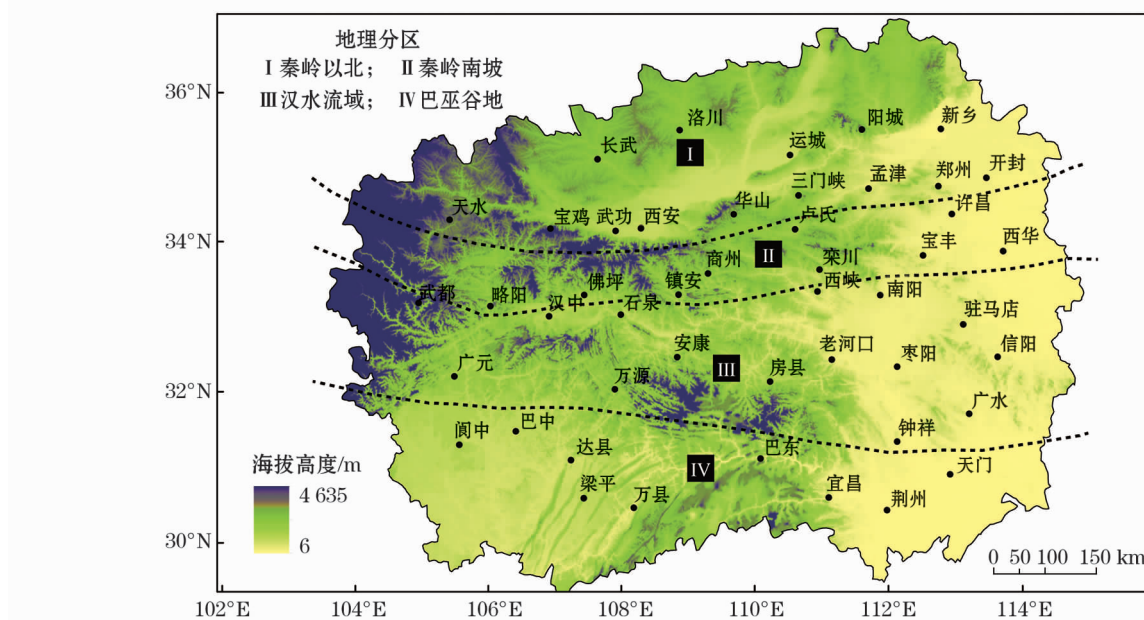 地理分区
Ⅰ秦岭以北； Ⅱ秦岭南坡
Ⅲ汉水流域； Ⅳ巴巫谷地
36°N
34°N
32°N
30°N
洛川
阳城
新乡
长武
Ⅰ
运城
三门峡
孟津
郑州
开封
天水
宝鸡
武功
西安
华山
卢氏
许昌
Ⅱ
宝丰
西华
商州
栾川
武都
略阳
佛坪
镇安
西峡
南阳
汉中
石泉
驻马店
安康
老河口
枣阳
信阳
广元
万源
Ⅲ
房县
广水
钟祥
阆中
巴中
达县
Ⅳ
巴东
天门
梁平
万县
宜昌
荆州
海拔高度/m
4 635
6
0 50 100 150 km
102°E 104°E 106°E 108°E 110°E 112°E 114°E